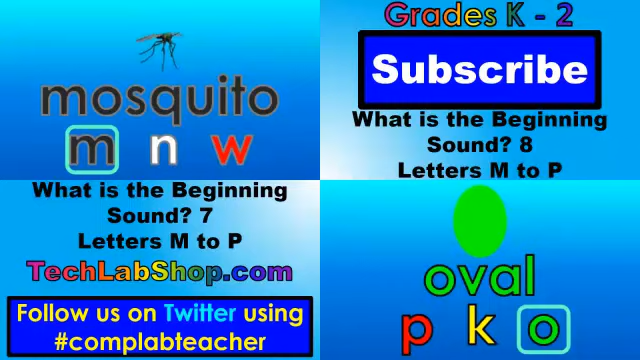 mosquito
m n w
Grades K - 2
Subscribe
What is the Beginning
Sound? 8
Letters M to P
What is the Beginning
Sound? 7
Letters M to P
TechLabShop.com
Follow us on Twitter using
#complabteacher
oval
p k o